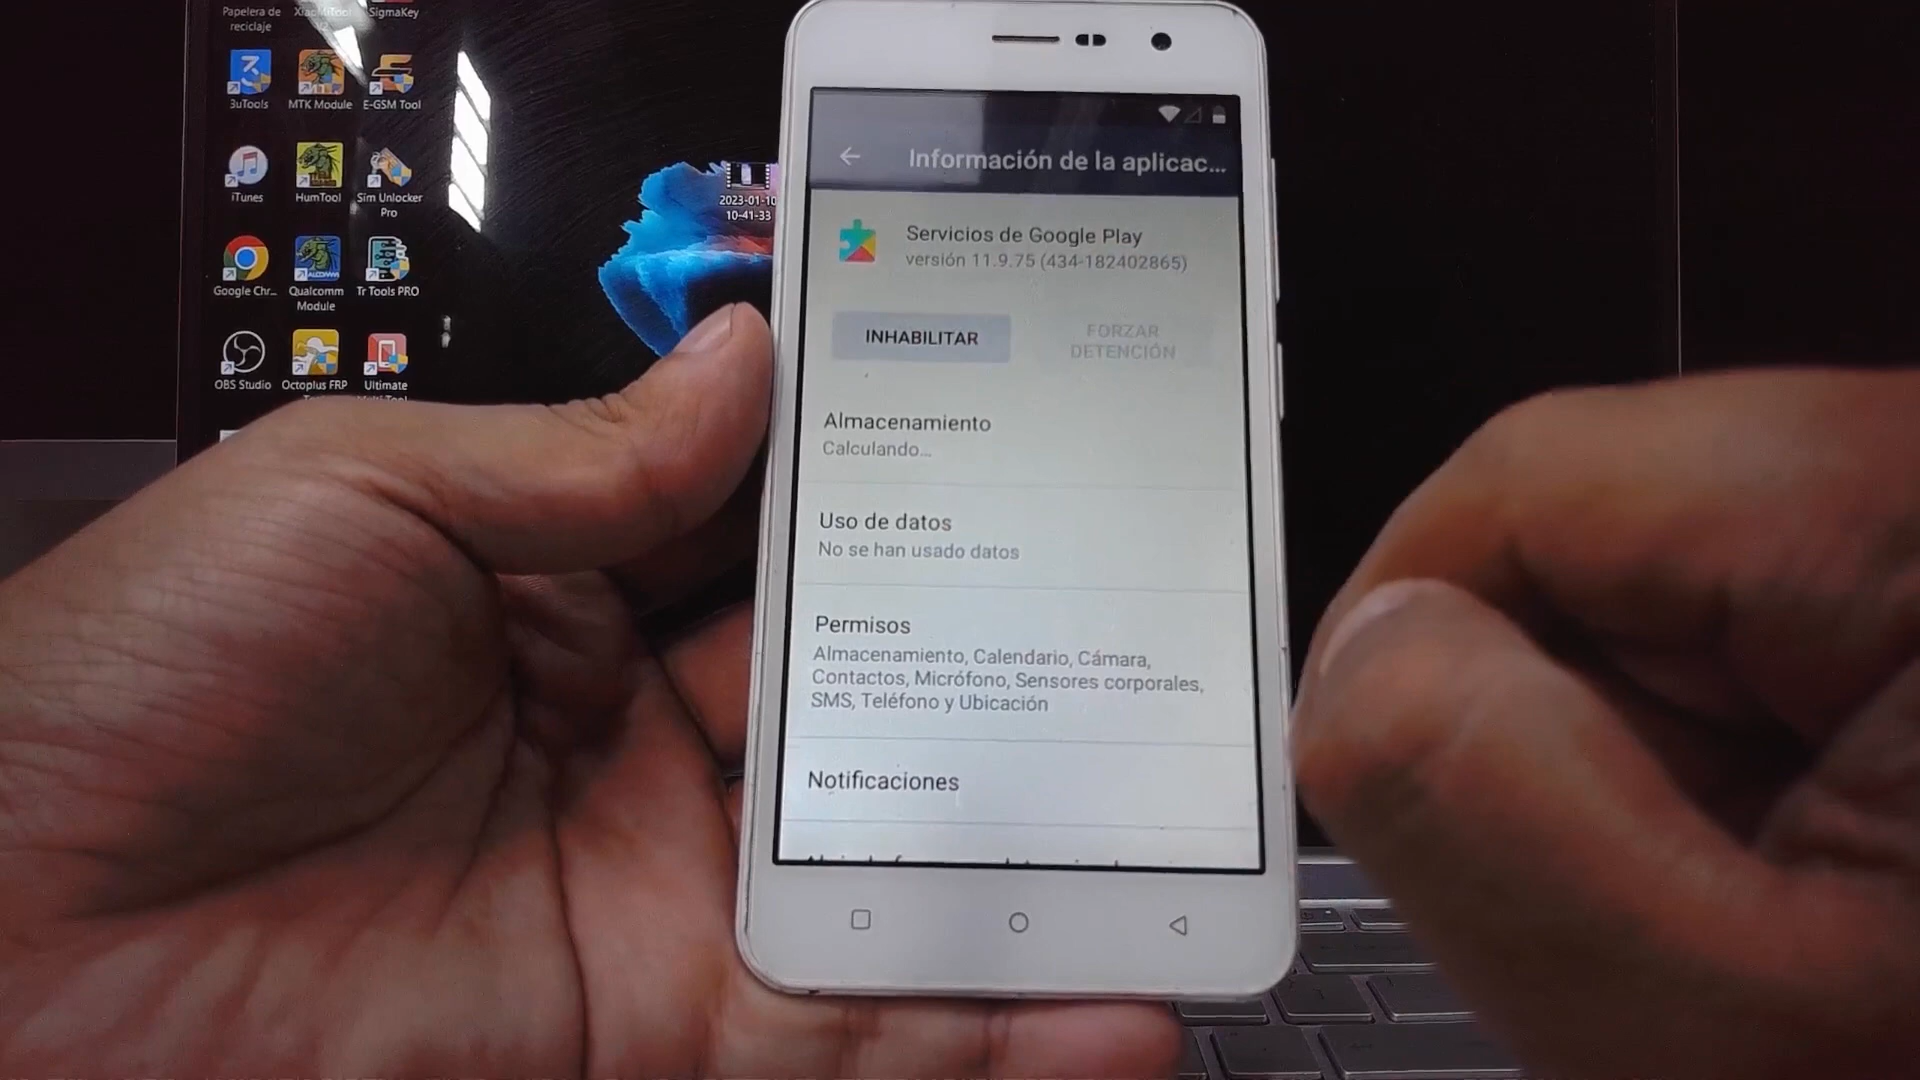 Papelera de
reciclaje
SigmaKey
3uTools
MTK Module
E-GSM Tool
iTunes
HumTool
Sim Unlocker
Pro
Google Chr...
Qualcomm
Module
Tr Tools PRO
OBS Studio
Octoplus FRP
Ultimate
2023-01-10
10-41-33
Información de la aplicac...
Servicios de Google Play
versión 11.9.75 (434-182402865)
INHABILITAR
FORZAR
DETENCIÓN
Almacenamiento
Calculando...
Uso de datos
No se han usado datos
Permisos
Almacenamiento, Calendario, Cámara,
Contactos, Micrófono, Sensores corporales,
SMS, Teléfono y Ubicación
Notificaciones